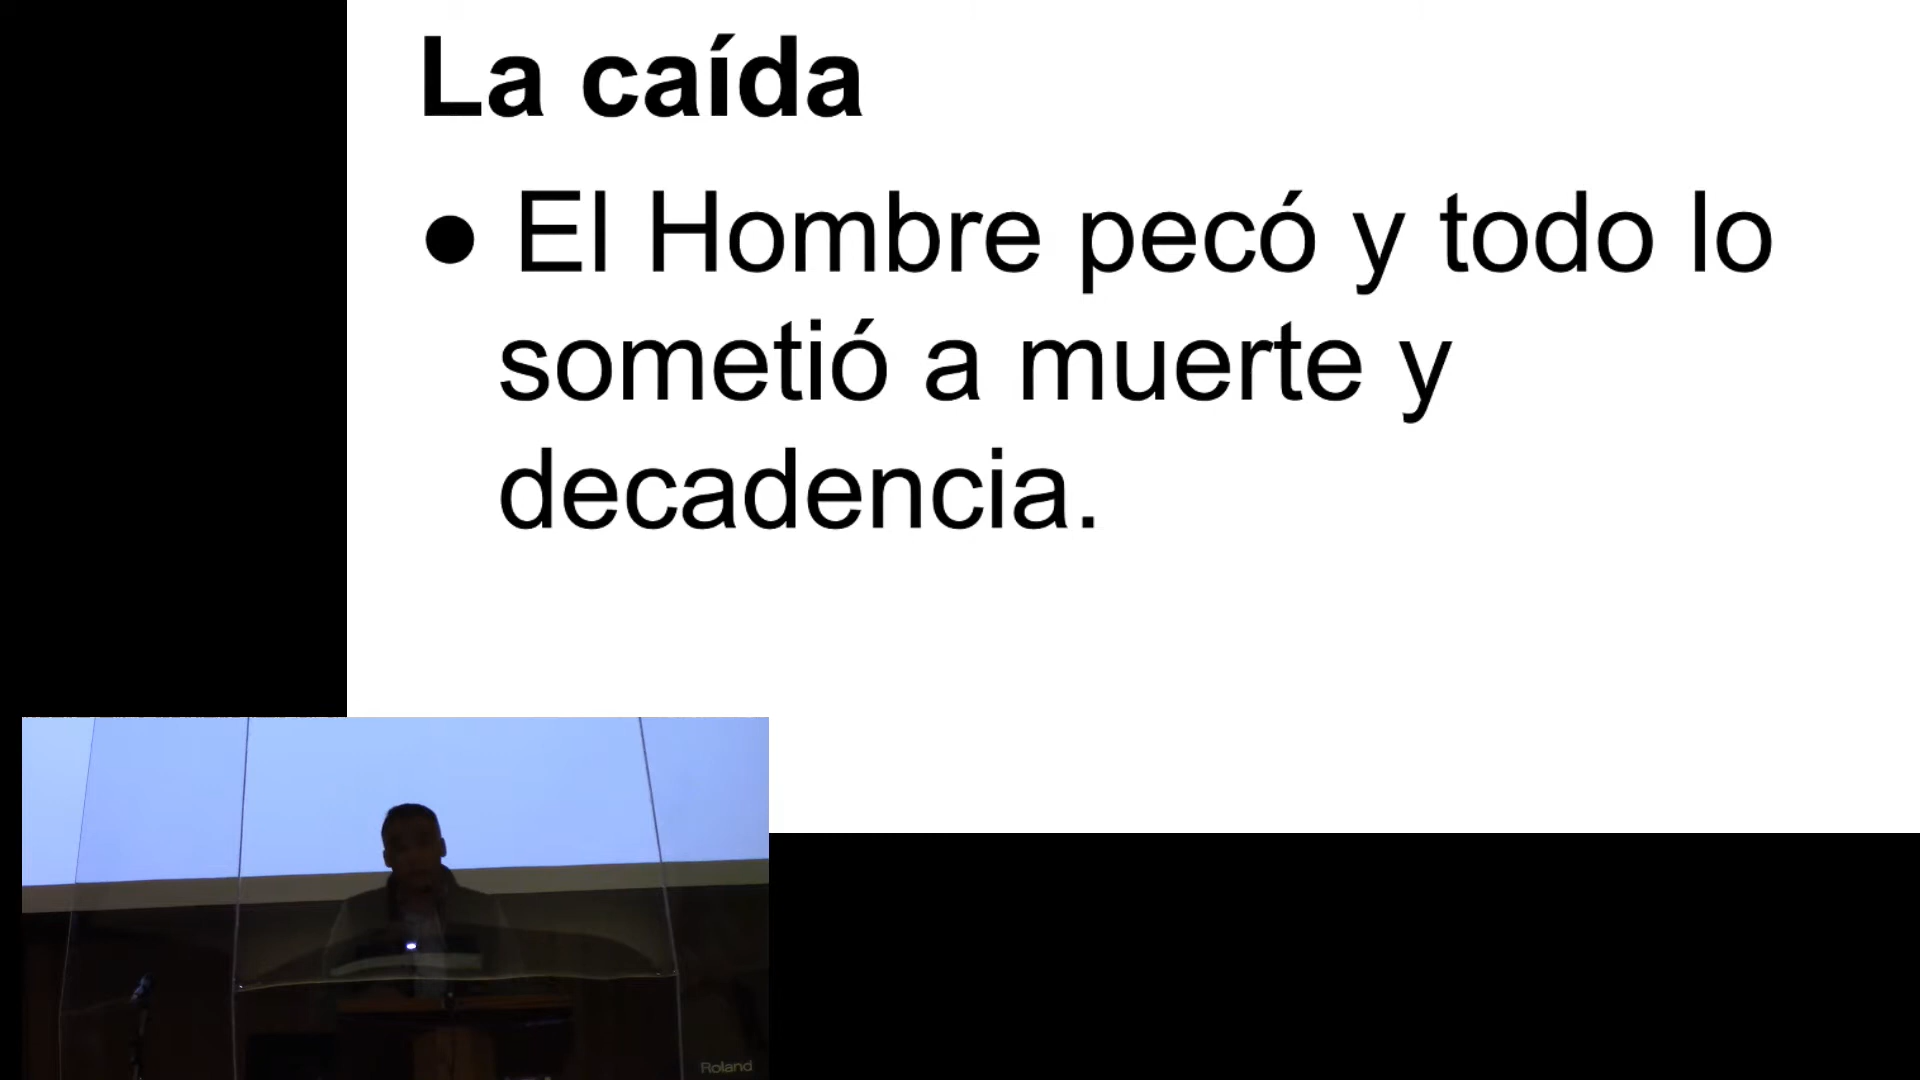 La caída
● El Hombre pecó y todo lo
sometió a muerte y
decadencia.
Roland